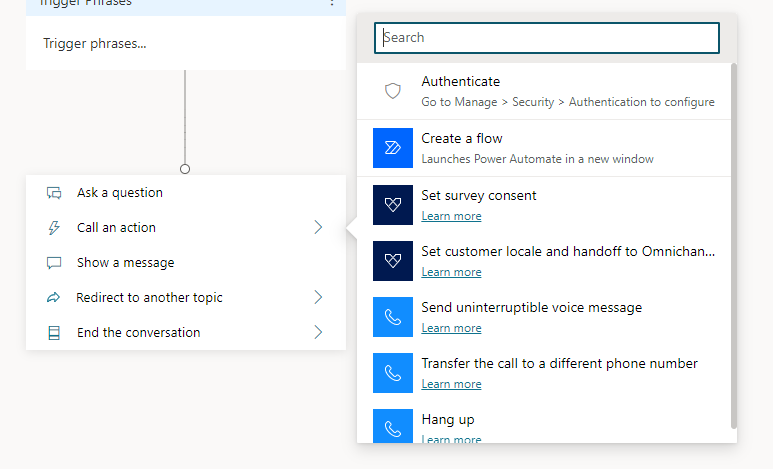 Trigger Phrases
Trigger phrases...
Ask a question
Call an action
Show a message
Redirect to another topic
End the conversation
Search
Authenticate
Go to Manage > Security > Authentication to configure
Create a flow
Launches Power Automate in a new window
Set survey consent
Learn more
Set customer locale and handoff to Omnichan...
Learn more
Send uninterruptible voice message
Learn more
Transfer the call to a different phone number
Learn more
Hang up
Learn more